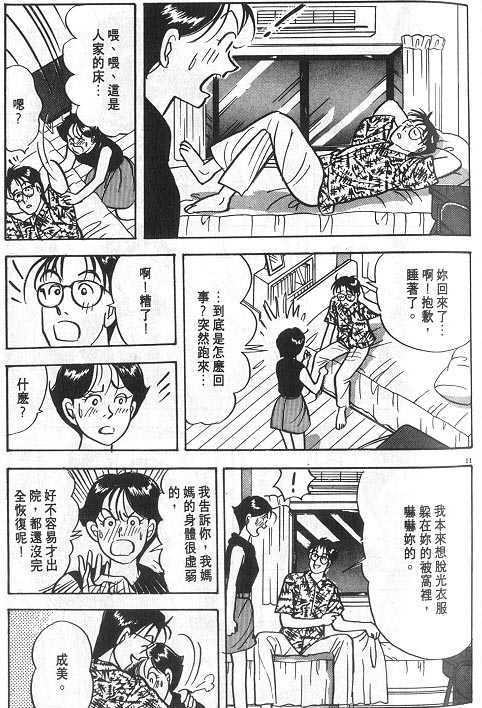 喂、喂、這是
人家的床…
嗯？
妳回來了…
啊！抱歉，
睡著了。
…到底是怎麼回
事？突然跑來…
啊！糟了！
什麼？
11
我本來想脫光衣服
躲在妳的被窩裡，
嚇嚇妳的。
我告訴你，我媽
媽的身體很虛弱
的，
好不容易才出
院，都還沒完
全恢復呢！
成美。